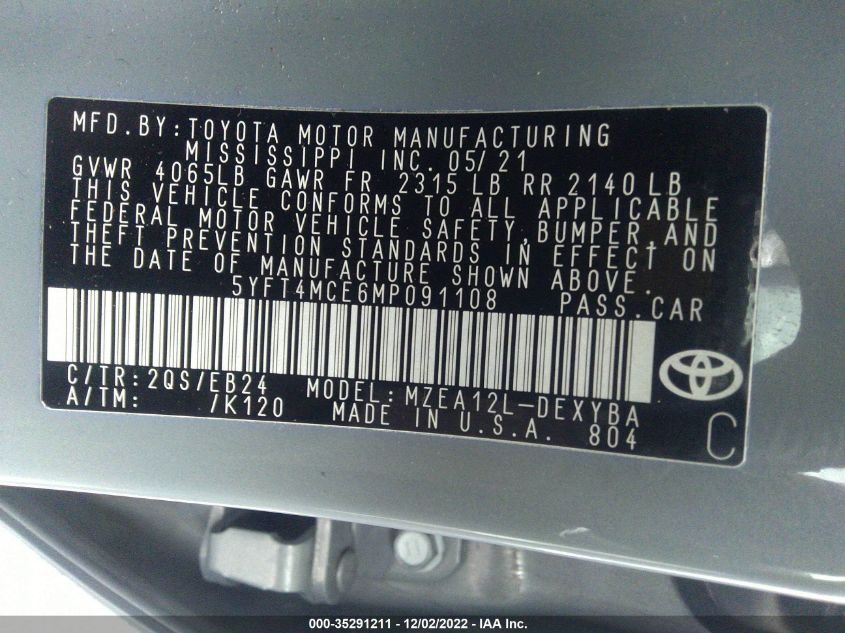 MFD.BY:TOYOTA MOTOR MANUFACTURING
MISSISSIPPI INC. 05/21
GVWR 4065LB GAWR FR 2315 LB RR 2140 LB
THIS VEHICLE CONFORMS TO ALL APPLICABLE
FEDERAL MOTOR VEHICLE SAFETY,BUMPER,AND
THEFT PREVENTION STANDARDS IN EFFECT ON
THE DATE OF MANUFACTURE SHOWN ABOVE.
5YFT4MCE6MP091108 PASS.CAR
C/TR:2QS/EB24 MODEL:MZEA12L-DEXYBA
A/TM: /K120 MADE IN U.S.A. 804
C
000-35291211 - 12/02/2022 - IAA Inc.